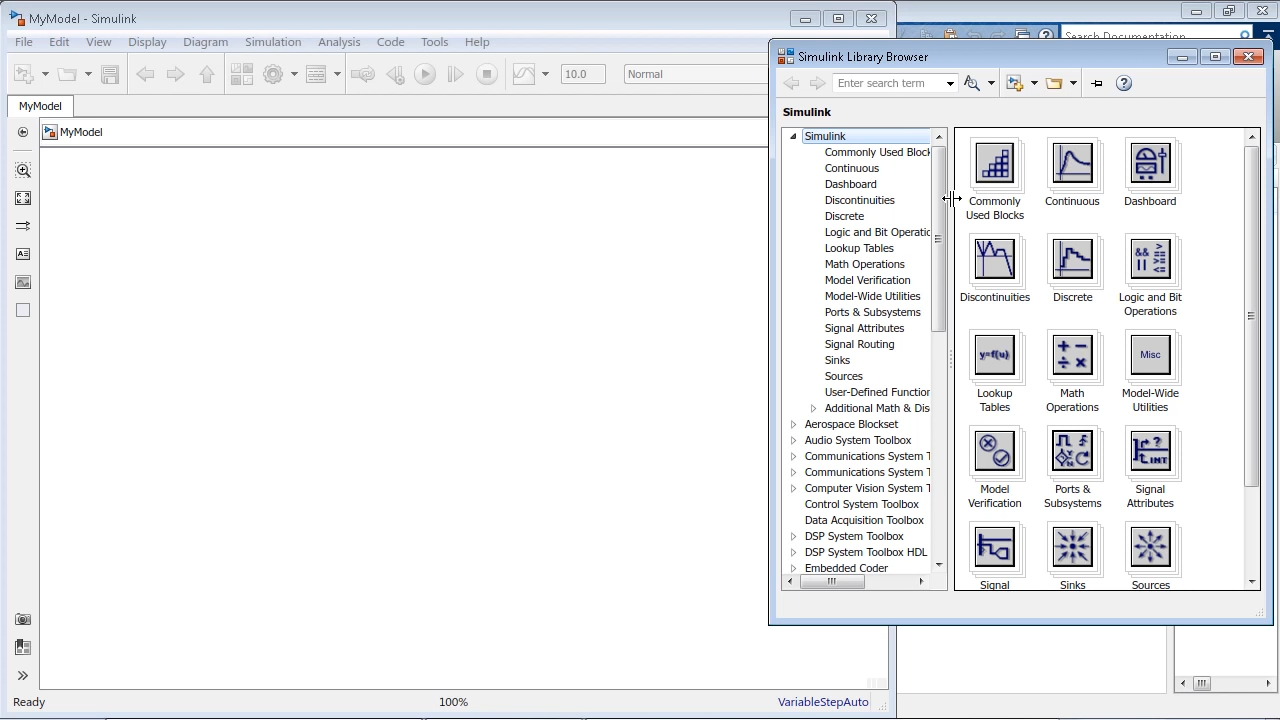 MyModel - Simulink
File Edit View Display Diagram Simulation Analysis Code Tools Help
10.0
Normal
MyModel
MyModel
Ready
100%
VariableStepAuto
Search Documentation
Simulink Library Browser
Enter search term
Simulink
Simulink
Commonly Used Block
Continuous
Dashboard
Discontinuities
Discrete
Logic and Bit Operatic
Lookup Tables
Math Operations
Model Verification
Model-Wide Utilities
Ports & Subsystems
Signal Attributes
Signal Routing
Sinks
Sources
User-Defined Function
Additional Math & Dis
Aerospace Blockset
Audio System Toolbox
Communications System T
Communications System T
Computer Vision System T
Control System Toolbox
Data Acquisition Toolbox
DSP System Toolbox
DSP System Toolbox HDL
Embedded Coder
Commonly
Used Blocks
Continuous
Dashboard
Discontinuities
Discrete
&& >
|| ==
<=
Logic and Bit
Operations
y=f(u)
Lookup
Tables
+ −
÷ ×
Math
Operations
Misc
Model-Wide
Utilities
Model
Verification
Ports &
Subsystems
?
INT
Signal
Attributes
Signal
Sinks
Sources